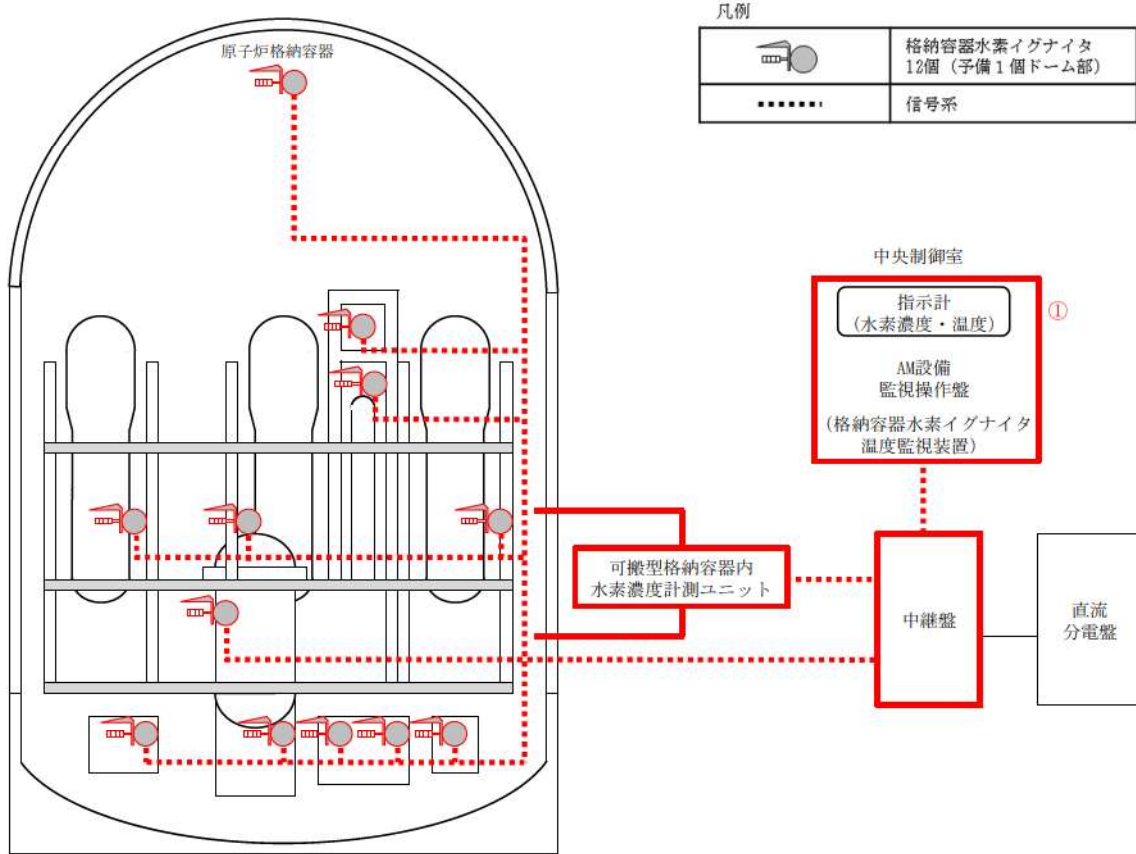 凡例
格納容器水素イグナイタ
12個（予備１個ドーム部）
信号系
原子炉格納容器
中央制御室
指示計
(水素濃度・温度)
①
AM設備
監視操作盤
(格納容器水素イグナイタ
温度監視装置)
可搬型格納容器内
水素濃度計測ユニット
中継盤
直流
分電盤